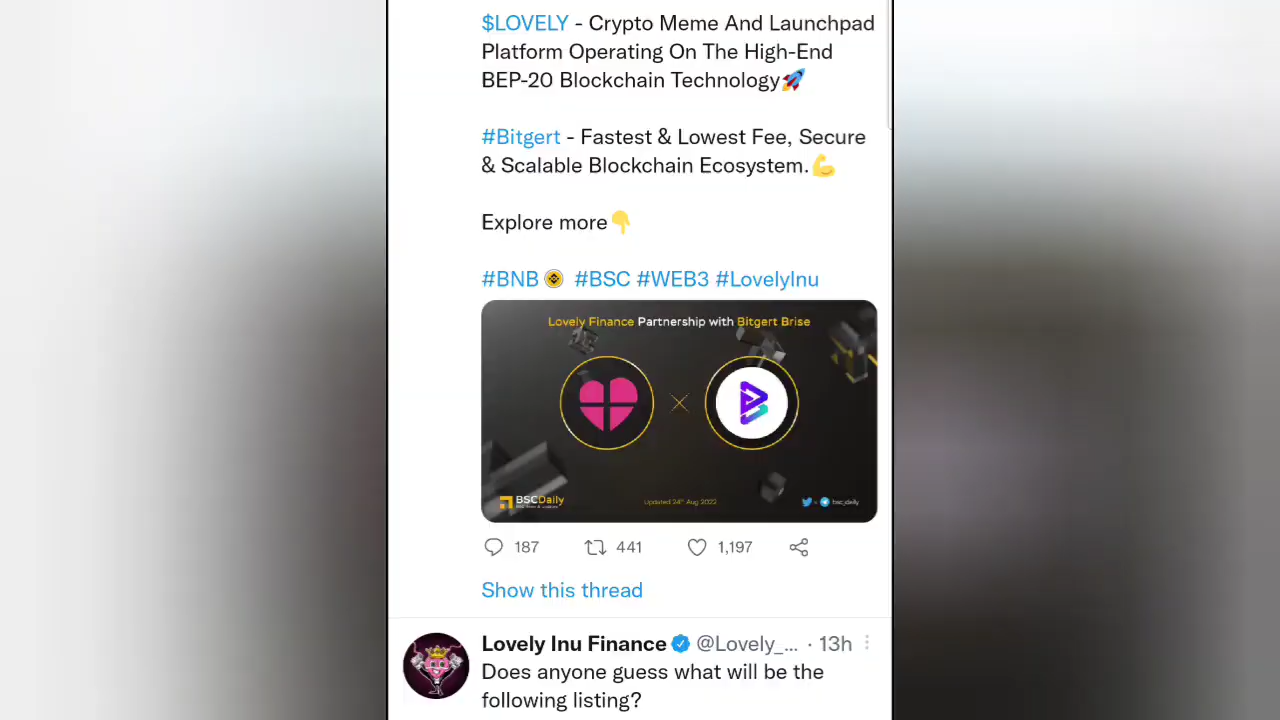 $LOVELY - Crypto Meme And Launchpad
Platform Operating On The High-End
BEP-20 Blockchain Technology🚀
#Bitgert - Fastest & Lowest Fee, Secure
& Scalable Blockchain Ecosystem.💪
Explore more👇
#BNB #BSC #WEB3 #LovelyInu
Lovely Finance Partnership with Bitgert Brise
BSCDaily
Updated 24th Aug 2022
bsc_daily
187 441 1,197
Show this thread
Lovely Inu Finance @Lovely_... · 13h
Does anyone guess what will be the
following listing?